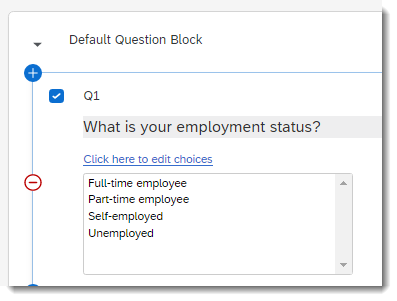 Default Question Block
Q1
What is your employment status?
Click here to edit choices
Full-time employee
Part-time employee
Self-employed
Unemployed